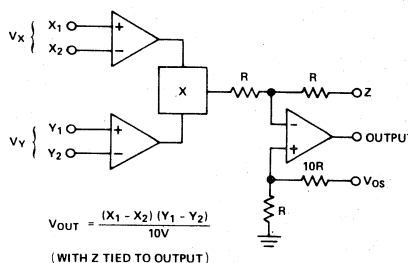 VX { X1 +
X2 −
X
R R
Z
VY { Y1 +
Y2 −
−
+
OUTPUT
10R
VOS
R
VOUT = (X1 − X2) (Y1 − Y2) / 10V
(WITH Z TIED TO OUTPUT)